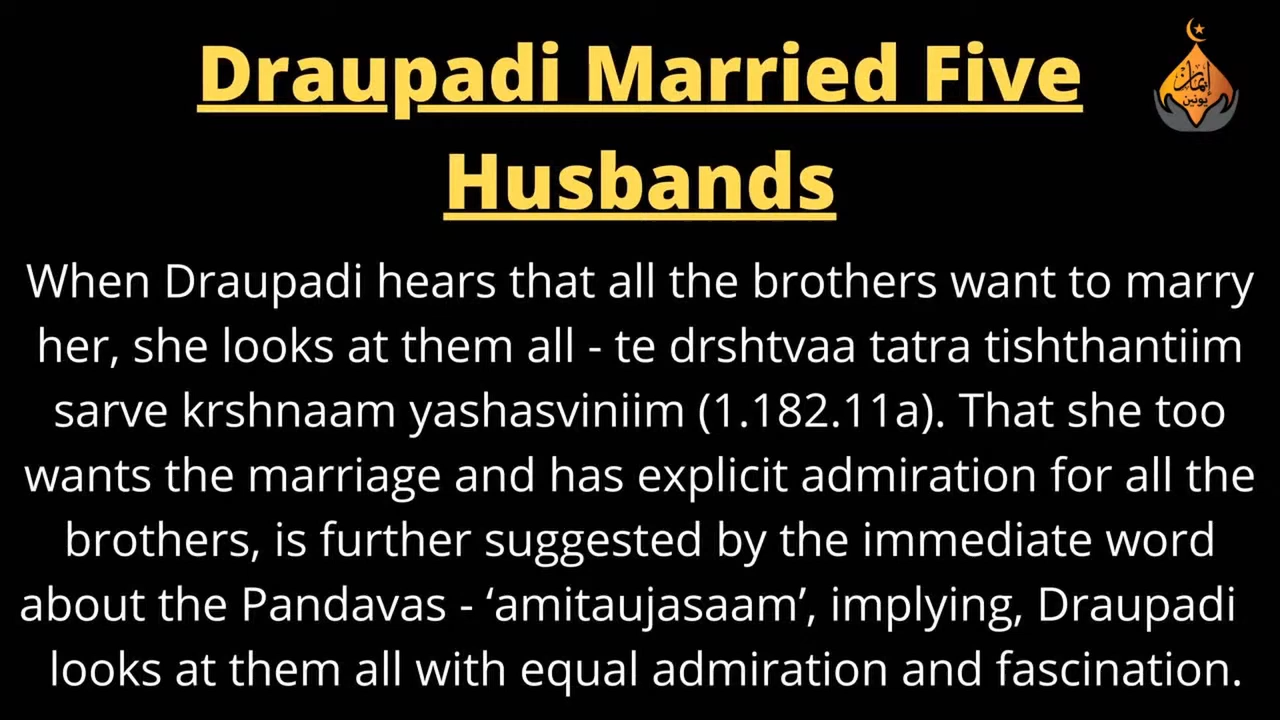 Draupadi Married Five
Husbands
إيمان
يونين
When Draupadi hears that all the brothers want to marry
her, she looks at them all - te drshtvaa tatra tishthantiim
sarve krshnaam yashasviniim (1.182.11a). That she too
wants the marriage and has explicit admiration for all the
brothers, is further suggested by the immediate word
about the Pandavas - ‘amitaujasaam’, implying, Draupadi
looks at them all with equal admiration and fascination.